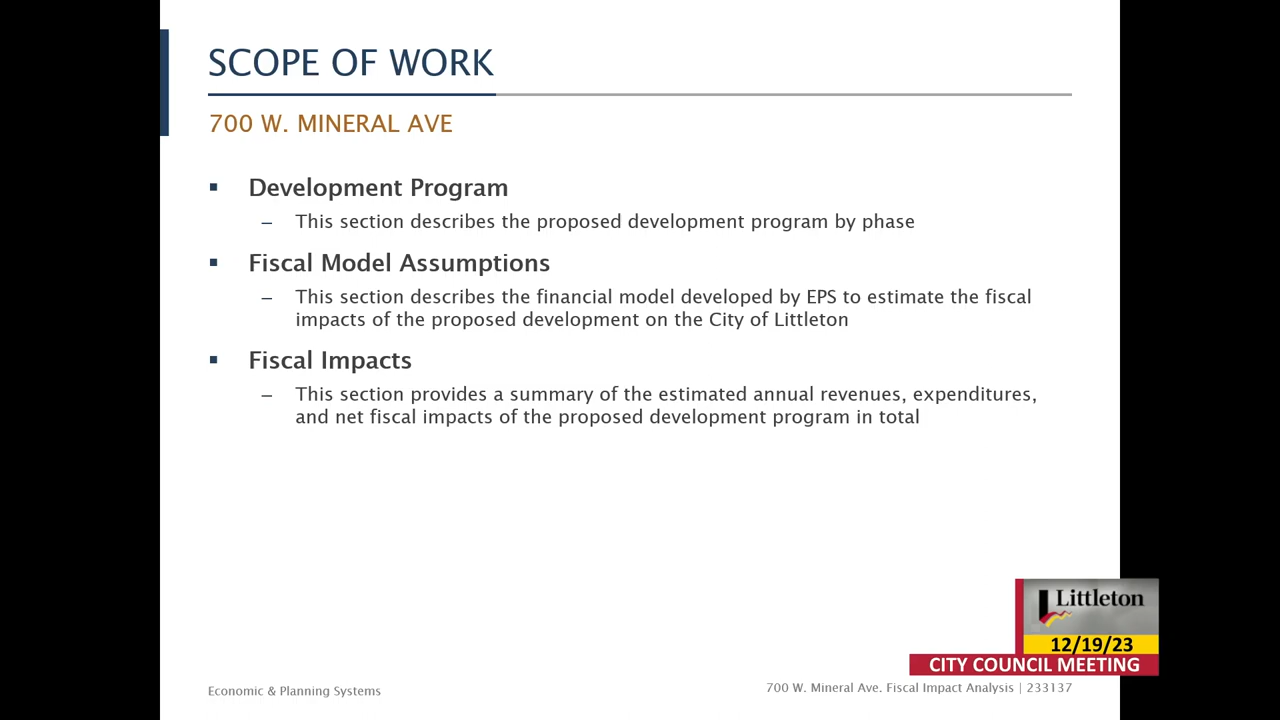 SCOPE OF WORK
700 W. MINERAL AVE
▪ Development Program
– This section describes the proposed development program by phase
▪ Fiscal Model Assumptions
– This section describes the financial model developed by EPS to estimate the fiscal
impacts of the proposed development on the City of Littleton
▪ Fiscal Impacts
– This section provides a summary of the estimated annual revenues, expenditures,
and net fiscal impacts of the proposed development program in total
Littleton
12/19/23
CITY COUNCIL MEETING
Economic & Planning Systems
700 W. Mineral Ave. Fiscal Impact Analysis | 233137